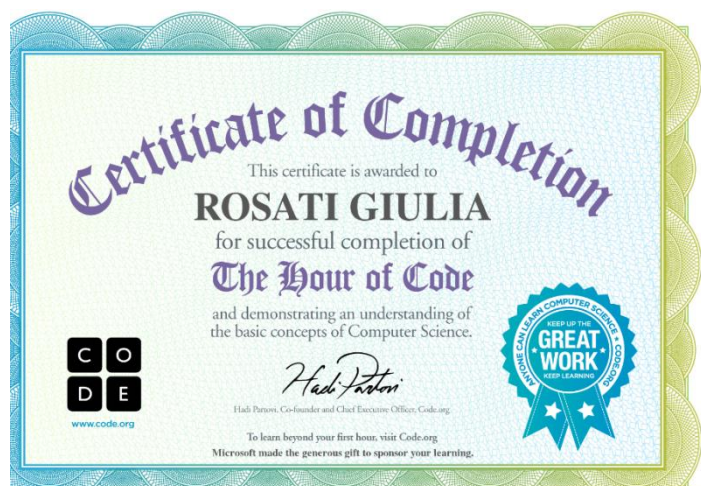 Certificate of Completion
This certificate is awarded to
ROSATI GIULIA
for successful completion of
The Hour of Code
and demonstrating an understanding of
the basic concepts of Computer Science.
Hadi Partovi
Hadi Partovi, Co-founder and Chief Executive Officer, Code.org
To learn beyond your first hour, visit Code.org
Microsoft made the generous gift to sponsor your learning.
C O
D E
www.code.org
ANYONE CAN LEARN COMPUTER SCIENCE • CODE.ORG
KEEP UP THE
GREAT
WORK
KEEP LEARNING